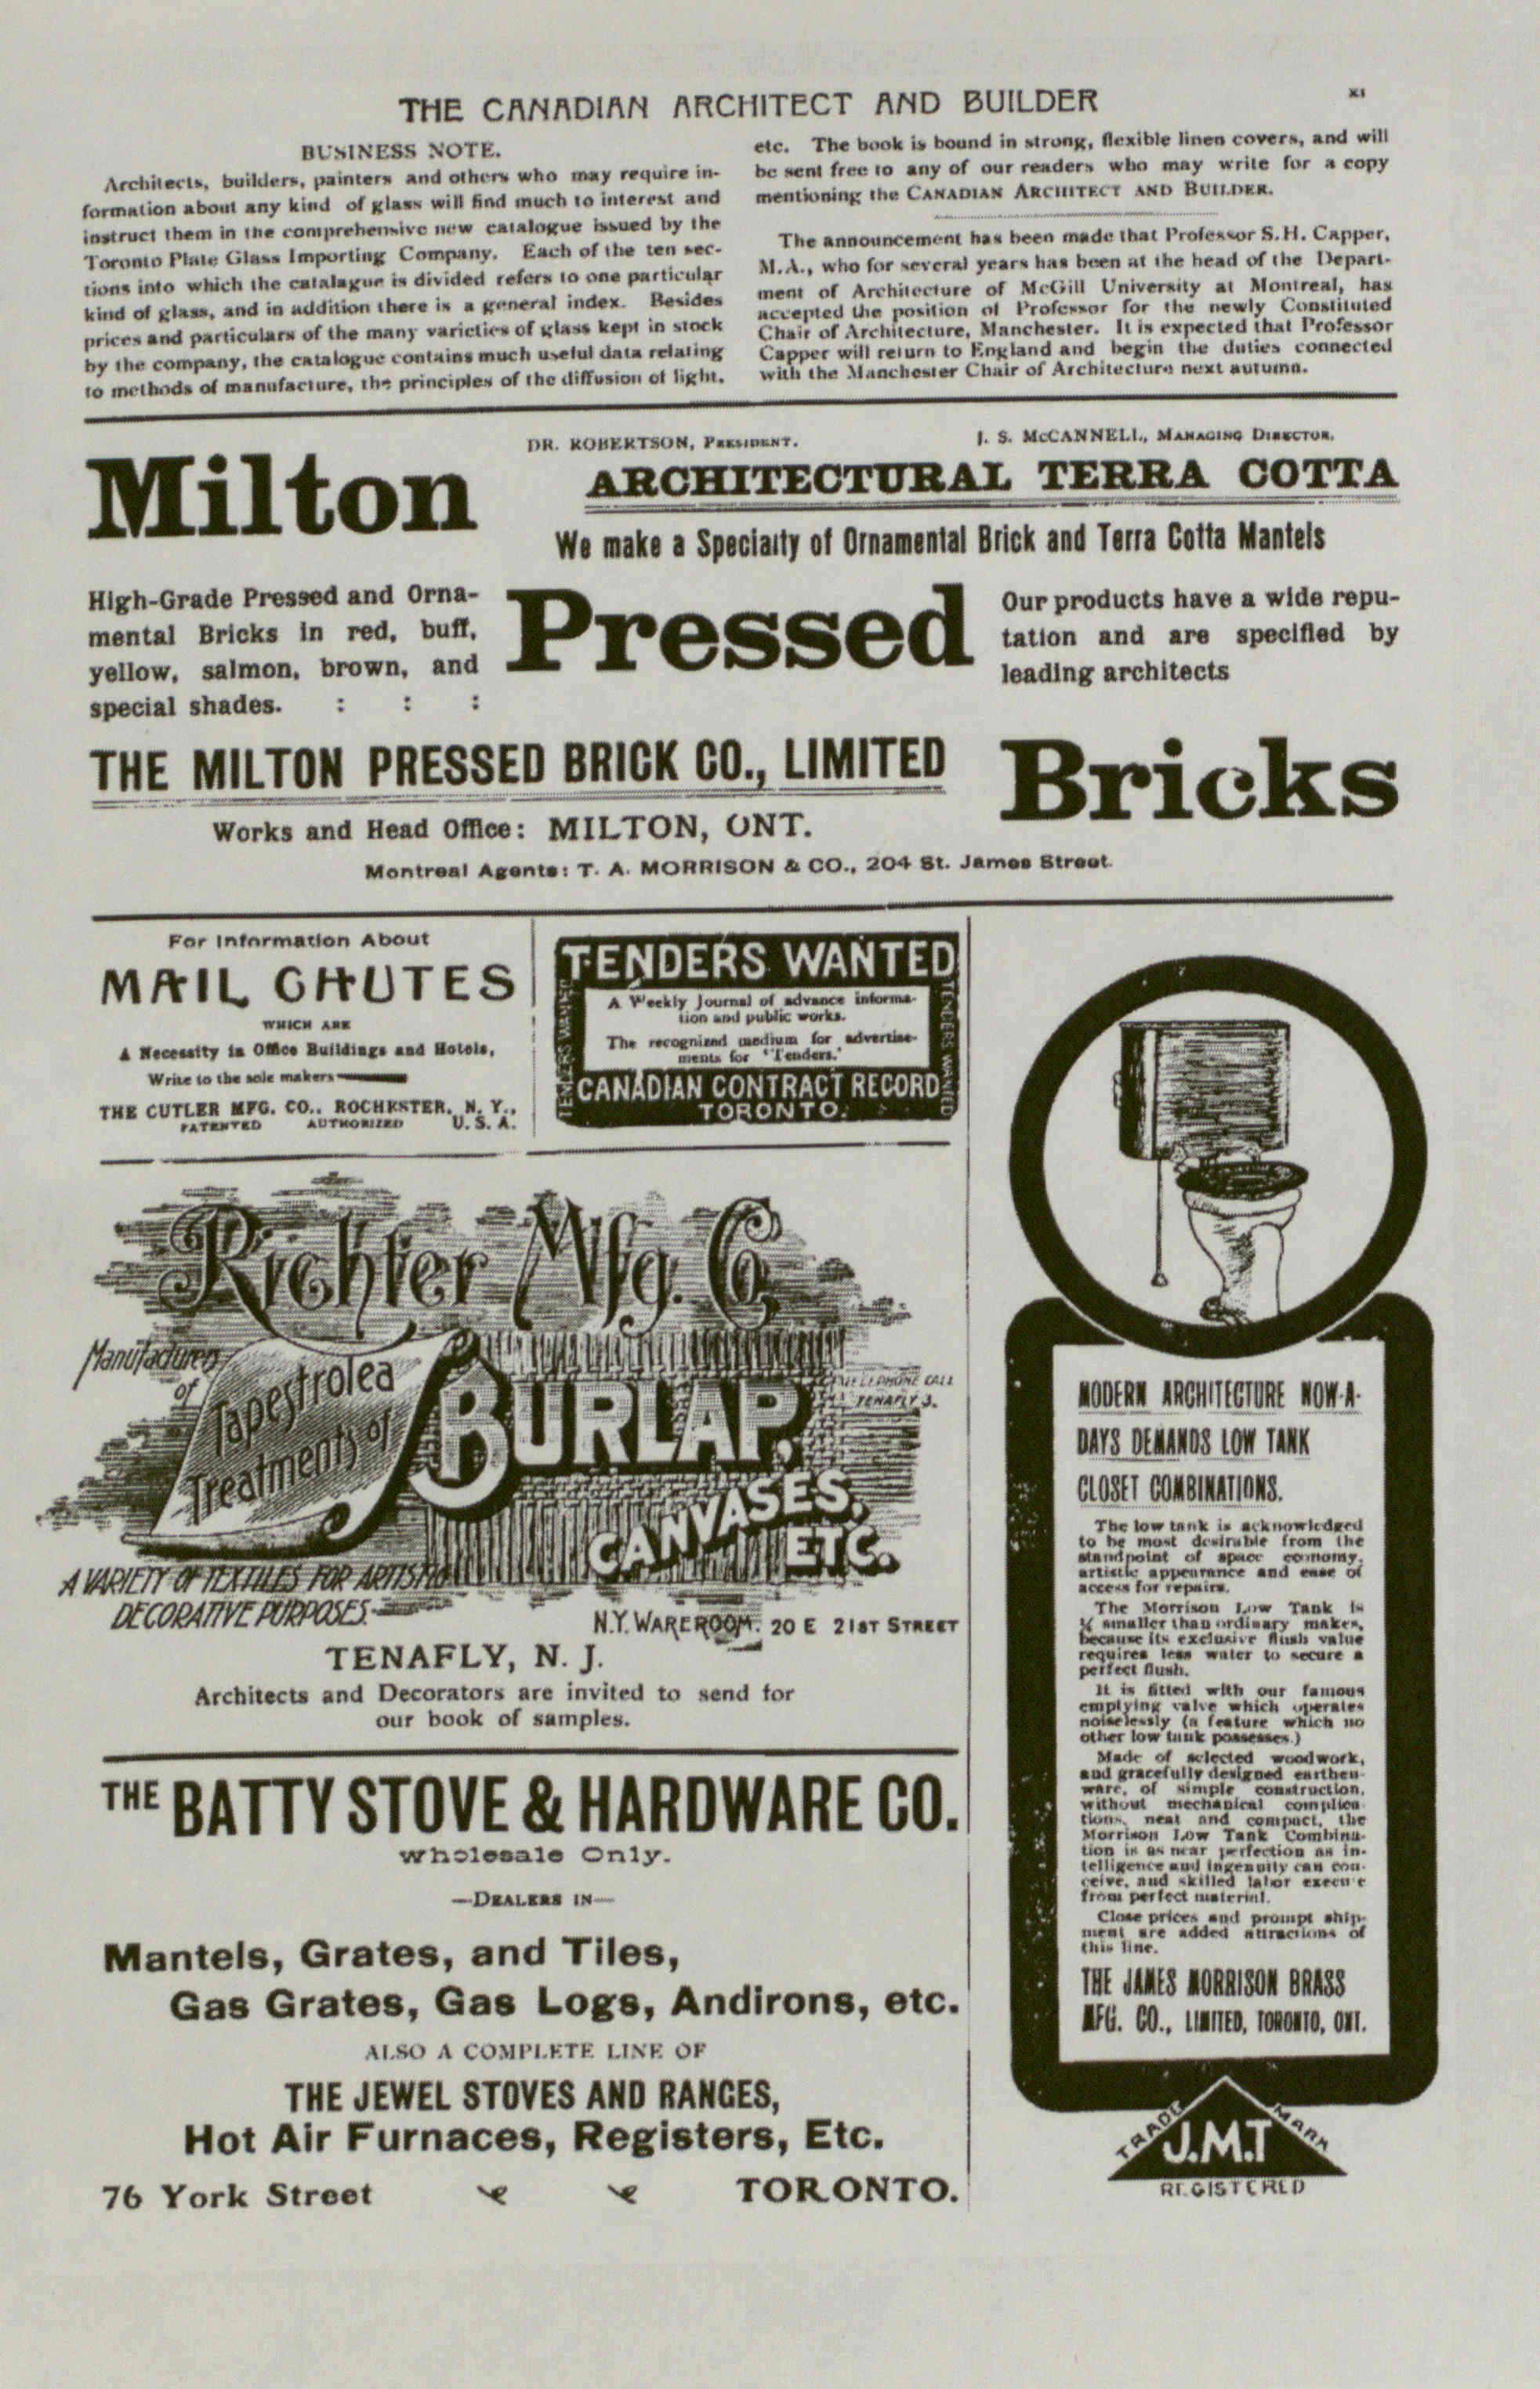 THE CANADIAN ARCHITECT AND BUILDER
xi
BUSINESS NOTE.
Architects, builders, painters and others who may require in-
formation about any kind of glass will find much to interest and
instruct them in the comprehensive new catalogue issued by the
Toronto Plate Glass Importing Company. Each of the ten sec-
tions into which the catalague is divided refers to one particular
kind of glass, and in addition there is a general index. Besides
prices and particulars of the many varieties of glass kept in stock
by the company, the catalogue contains much useful data relating
to methods of manufacture, the principles of the diffusion of light,
etc. The book is bound in strong, flexible linen covers, and will
be sent free to any of our readers who may write for a copy
mentioning the CANADIAN ARCHITECT AND BUILDER.
The announcement has been made that Professor S. H. Capper,
M.A., who for several years has been at the head of the Depart-
ment of Architecture of McGill University at Montreal, has
accepted the position of Professor for the newly Constituted
Chair of Architecture, Manchester. It is expected that Professor
Capper will return to England and begin the duties connected
with the Manchester Chair of Architecture next autumn.
DR. ROBERTSON, PRESIDENT.
J. S. McCANNELL, MANAGING DIRECTOR.
Milton
ARCHITECTURAL TERRA COTTA
We make a Specialty of Ornamental Brick and Terra Cotta Mantels
High-Grade Pressed and Orna-
mental Bricks in red, buff,
yellow, salmon, brown, and
special shades. : : :
Pressed
Our products have a wide repu-
tation and are specified by
leading architects
THE MILTON PRESSED BRICK CO., LIMITED
Bricks
Works and Head Office: MILTON, ONT.
Montreal Agents: T. A. MORRISON & CO., 204 St. James Street.
For Information About
MAIL CHUTES
WHICH ARE
A Necessity in Office Buildings and Hotels,
Write to the sole makers
THE CUTLER MFG. CO., ROCHESTER, N. Y.,
PATENTED AUTHORIZED U. S. A.
TENDERS WANTED
TENDERS WANTED
TENDERS WANTED
A Weekly Journal of advance informa-
tion and public works.
The recognized medium for advertise-
ments for 'Tenders.'
CANADIAN CONTRACT RECORD
TORONTO.
Richter Mfg. Co.
Manufacturers
of
Tapestrolea
Treatments of
BURLAP,
TELEPHONE CALL
TENAFLY 3.
CANVASES,
ETC.
A VARIETY OF TEXTILES FOR ARTISTIC
DECORATIVE PURPOSES.
N.Y. WAREROOM. 20 E 21ST STREET
TENAFLY, N. J.
Architects and Decorators are invited to send for
our book of samples.
THE BATTY STOVE & HARDWARE CO.
Wholesale Only.
—DEALERS IN—
Mantels, Grates, and Tiles,
Gas Grates, Gas Logs, Andirons, etc.
ALSO A COMPLETE LINE OF
THE JEWEL STOVES AND RANGES,
Hot Air Furnaces, Registers, Etc.
76 York Street
TORONTO.
MODERN ARCHITECTURE NOW-A-
DAYS DEMANDS LOW TANK
CLOSET COMBINATIONS.
The low tank is acknowledged
to be most desirable from the
standpoint of space economy,
artistic appearance and ease of
access for repairs.
The Morrison Low Tank is
¼ smaller than ordinary makes,
because its exclusive flush value
requires less water to secure a
perfect flush.
It is fitted with our famous
emptying valve which operates
noiselessly (a feature which no
other low tank possesses.)
Made of selected woodwork,
and gracefully designed earthen-
ware, of simple construction,
without mechanical complica-
tions, neat and compact, the
Morrison Low Tank Combina-
tion is as near perfection as in-
telligence and ingenuity can con-
ceive, and skilled labor execute
from perfect material.
Close prices and prompt ship-
ment are added attractions of
this line.
THE JAMES MORRISON BRASS
MFG. CO., LIMITED, TORONTO, ONT.
TRADE MARK
J.M.T
REGISTERED